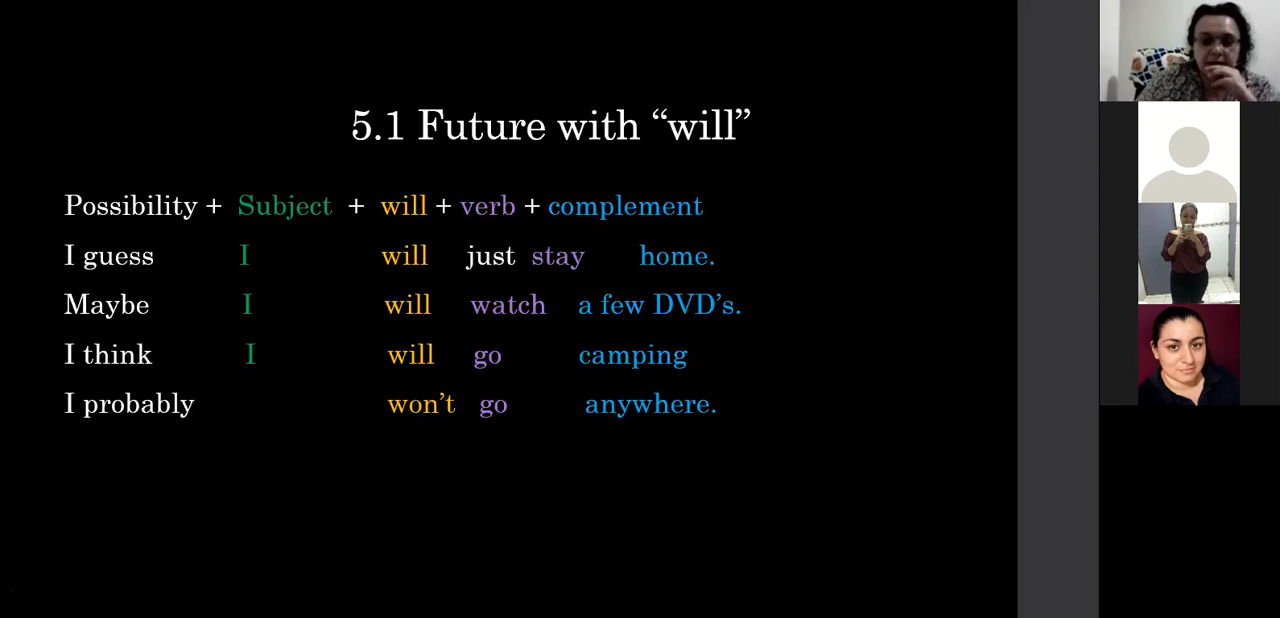 5.1 Future with “will”
Possibility + Subject + will + verb + complement
I guess I will just stay home.
Maybe I will watch a few DVD’s.
I think I will go camping
I probably won’t go anywhere.